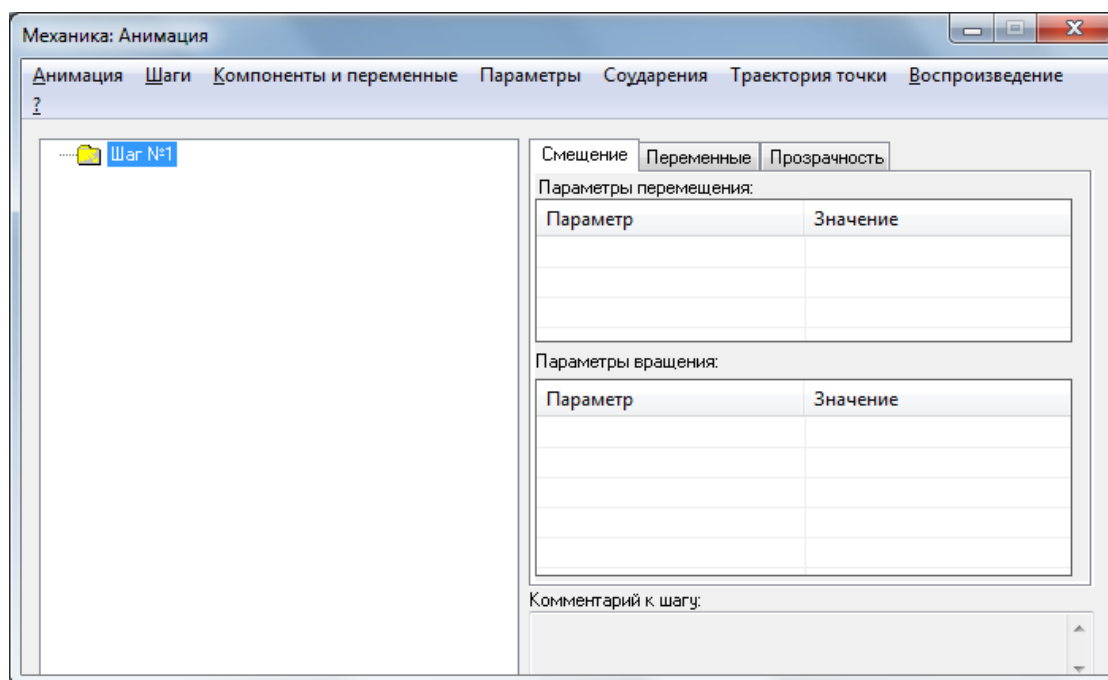 Механика: Анимация
Анимация Шаги Компоненты и переменные Параметры Соударения Траектория точки Воспроизведение
?
Шаг №1
Смещение Переменные Прозрачность
Параметры перемещения:
Параметр Значение
Параметры вращения:
Параметр Значение
Комментарий к шагу: